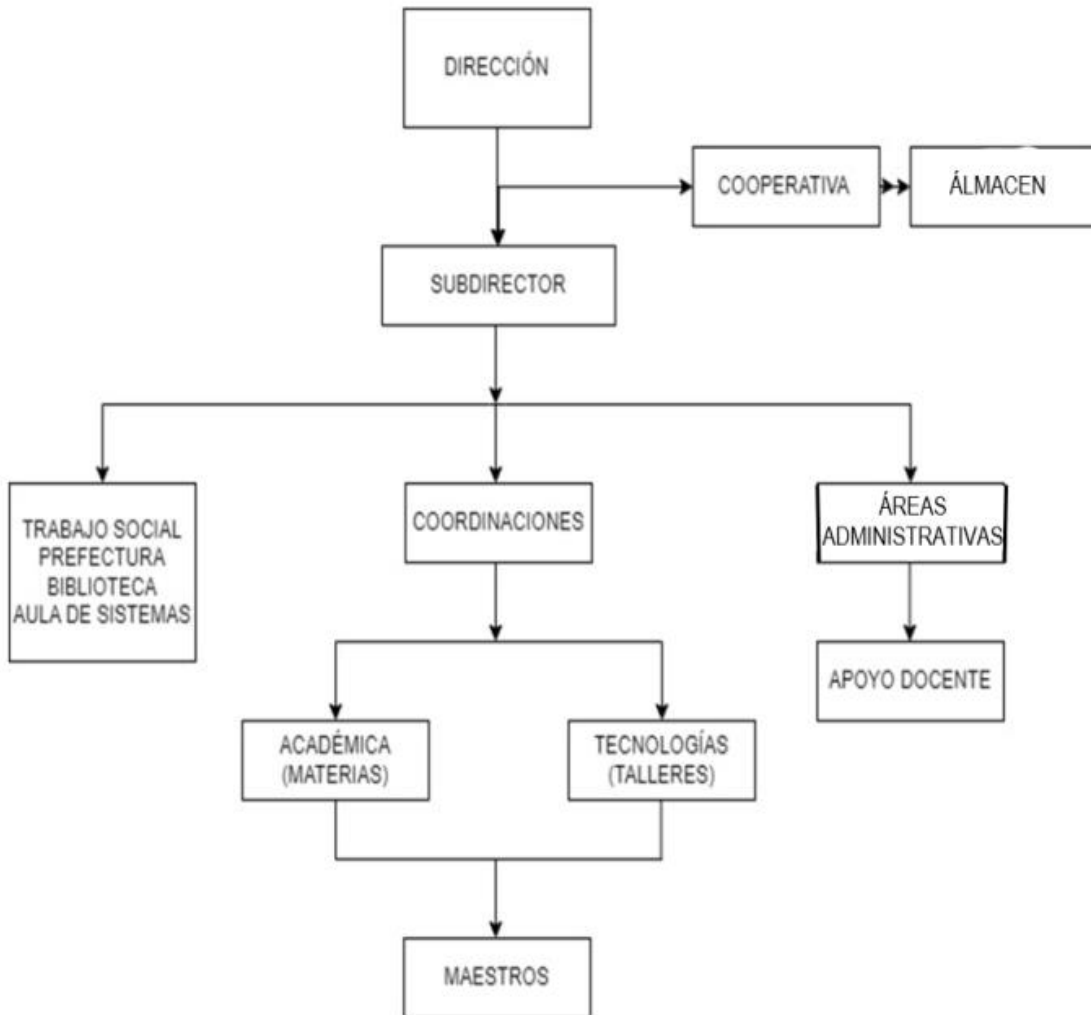 DIRECCIÓN
COOPERATIVA
ÁLMACEN
SUBDIRECTOR
TRABAJO SOCIAL
PREFECTURA
BIBLIOTECA
AULA DE SISTEMAS
COORDINACIONES
ÁREAS
ADMINISTRATIVAS
APOYO DOCENTE
ACADÉMICA
(MATERIAS)
TECNOLOGÍAS
(TALLERES)
MAESTROS